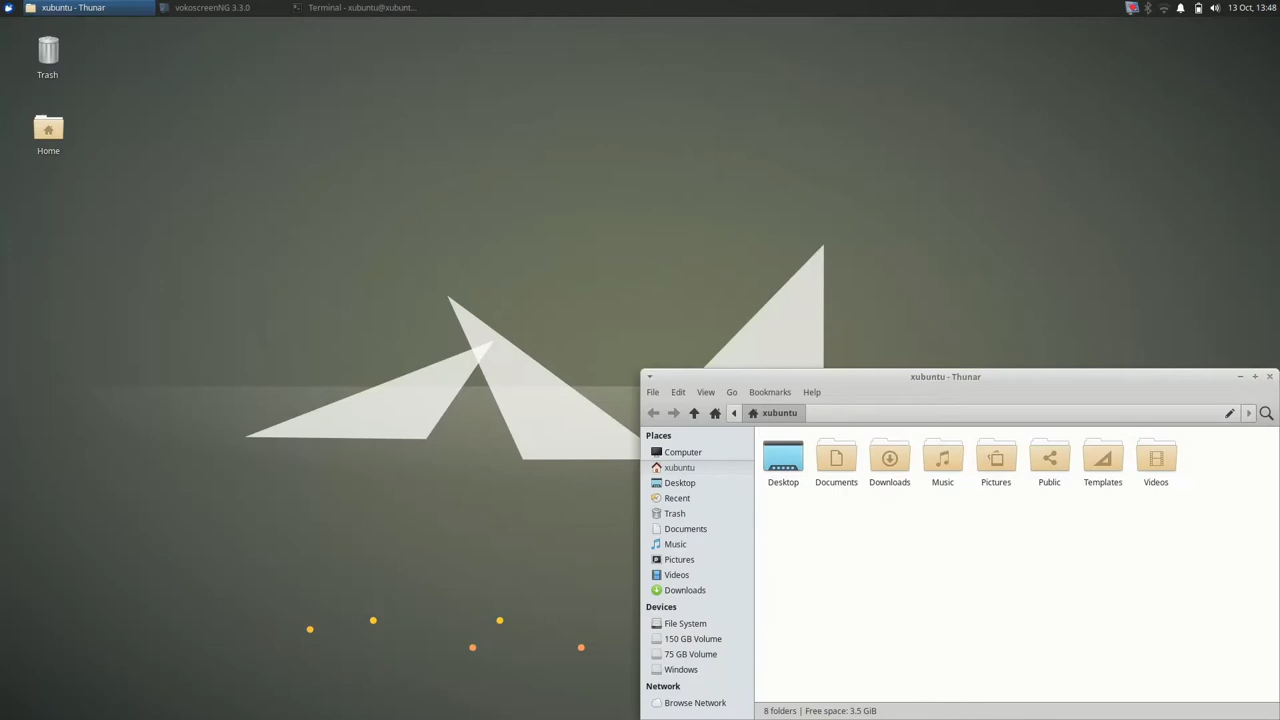 xubuntu - Thunar
vokoscreenNG 3.3.0
Terminal - xubuntu@xubunt...
13 Oct, 13:48
Trash
Home
xubuntu - Thunar
File Edit View Go Bookmarks Help
xubuntu
Places
Computer
xubuntu
Desktop
Recent
Trash
Documents
Music
Pictures
Videos
Downloads
Devices
File System
150 GB Volume
75 GB Volume
Windows
Network
Browse Network
Desktop Documents Downloads Music Pictures Public Templates Videos
8 folders | Free space: 3.5 GiB